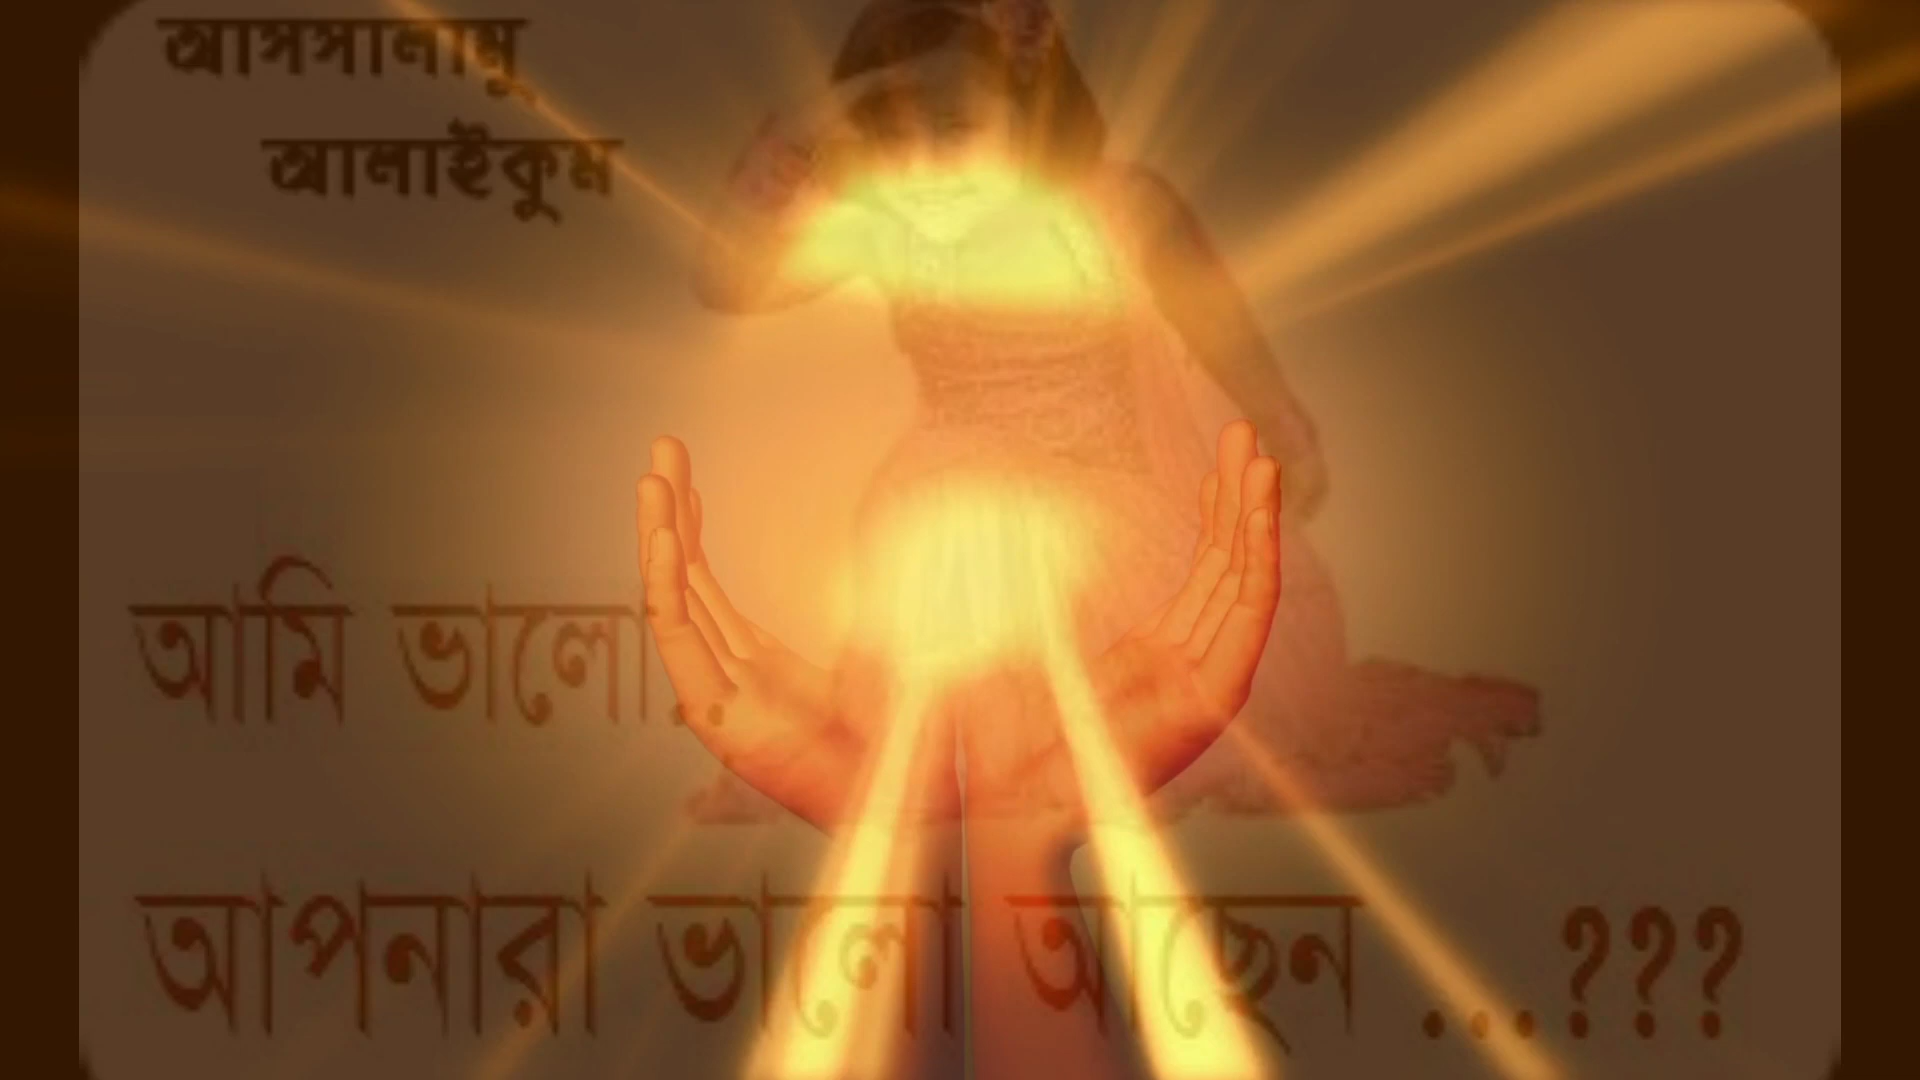 আসসালামু
আলাইকুম
আমি ভালো
আপনারা ভালো আছেন ...???